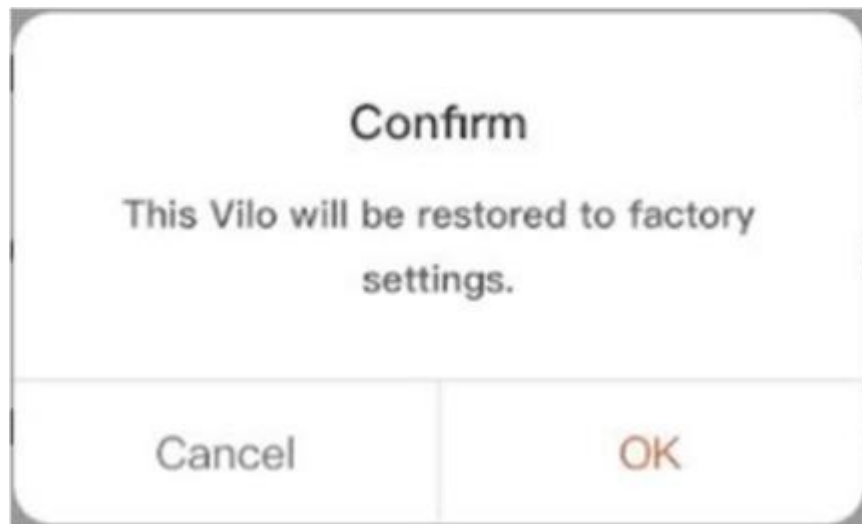 Confirm
This Vilo will be restored to factory
settings.
Cancel
OK